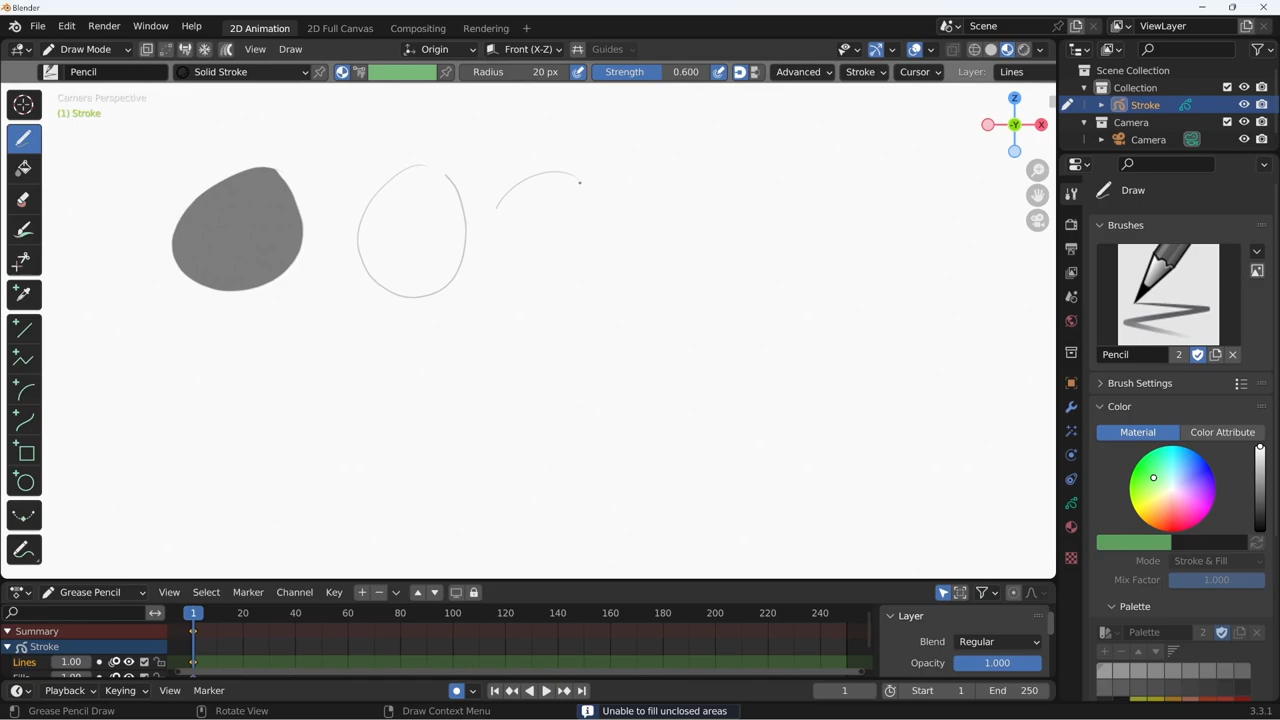 Blender
File Edit Render Window Help 2D Animation 2D Full Canvas Compositing Rendering + Scene ViewLayer
Draw Mode View Draw Origin Front (X-Z) Guides
Pencil Solid Stroke Radius 20 px Strength 0.600 Advanced Stroke Cursor Layer: Lines
Scene Collection
Collection
Stroke
Camera
Camera
Camera Perspective
(1) Stroke
Z
-Y X
Draw
Brushes
Pencil 2
Brush Settings
Color
Material Color Attribute
Mode Stroke & Fill
Mix Factor 1.000
Palette
Palette 2
Grease Pencil View Select Marker Channel Key
1 20 40 60 80 100 120 140 160 180 200 220 240
Summary
Stroke
Lines 1.00
Layer
Blend Regular
Opacity 1.000
Playback Keying View Marker 1 Start 1 End 250
Grease Pencil Draw Rotate View Draw Context Menu Unable to fill unclosed areas 3.3.1